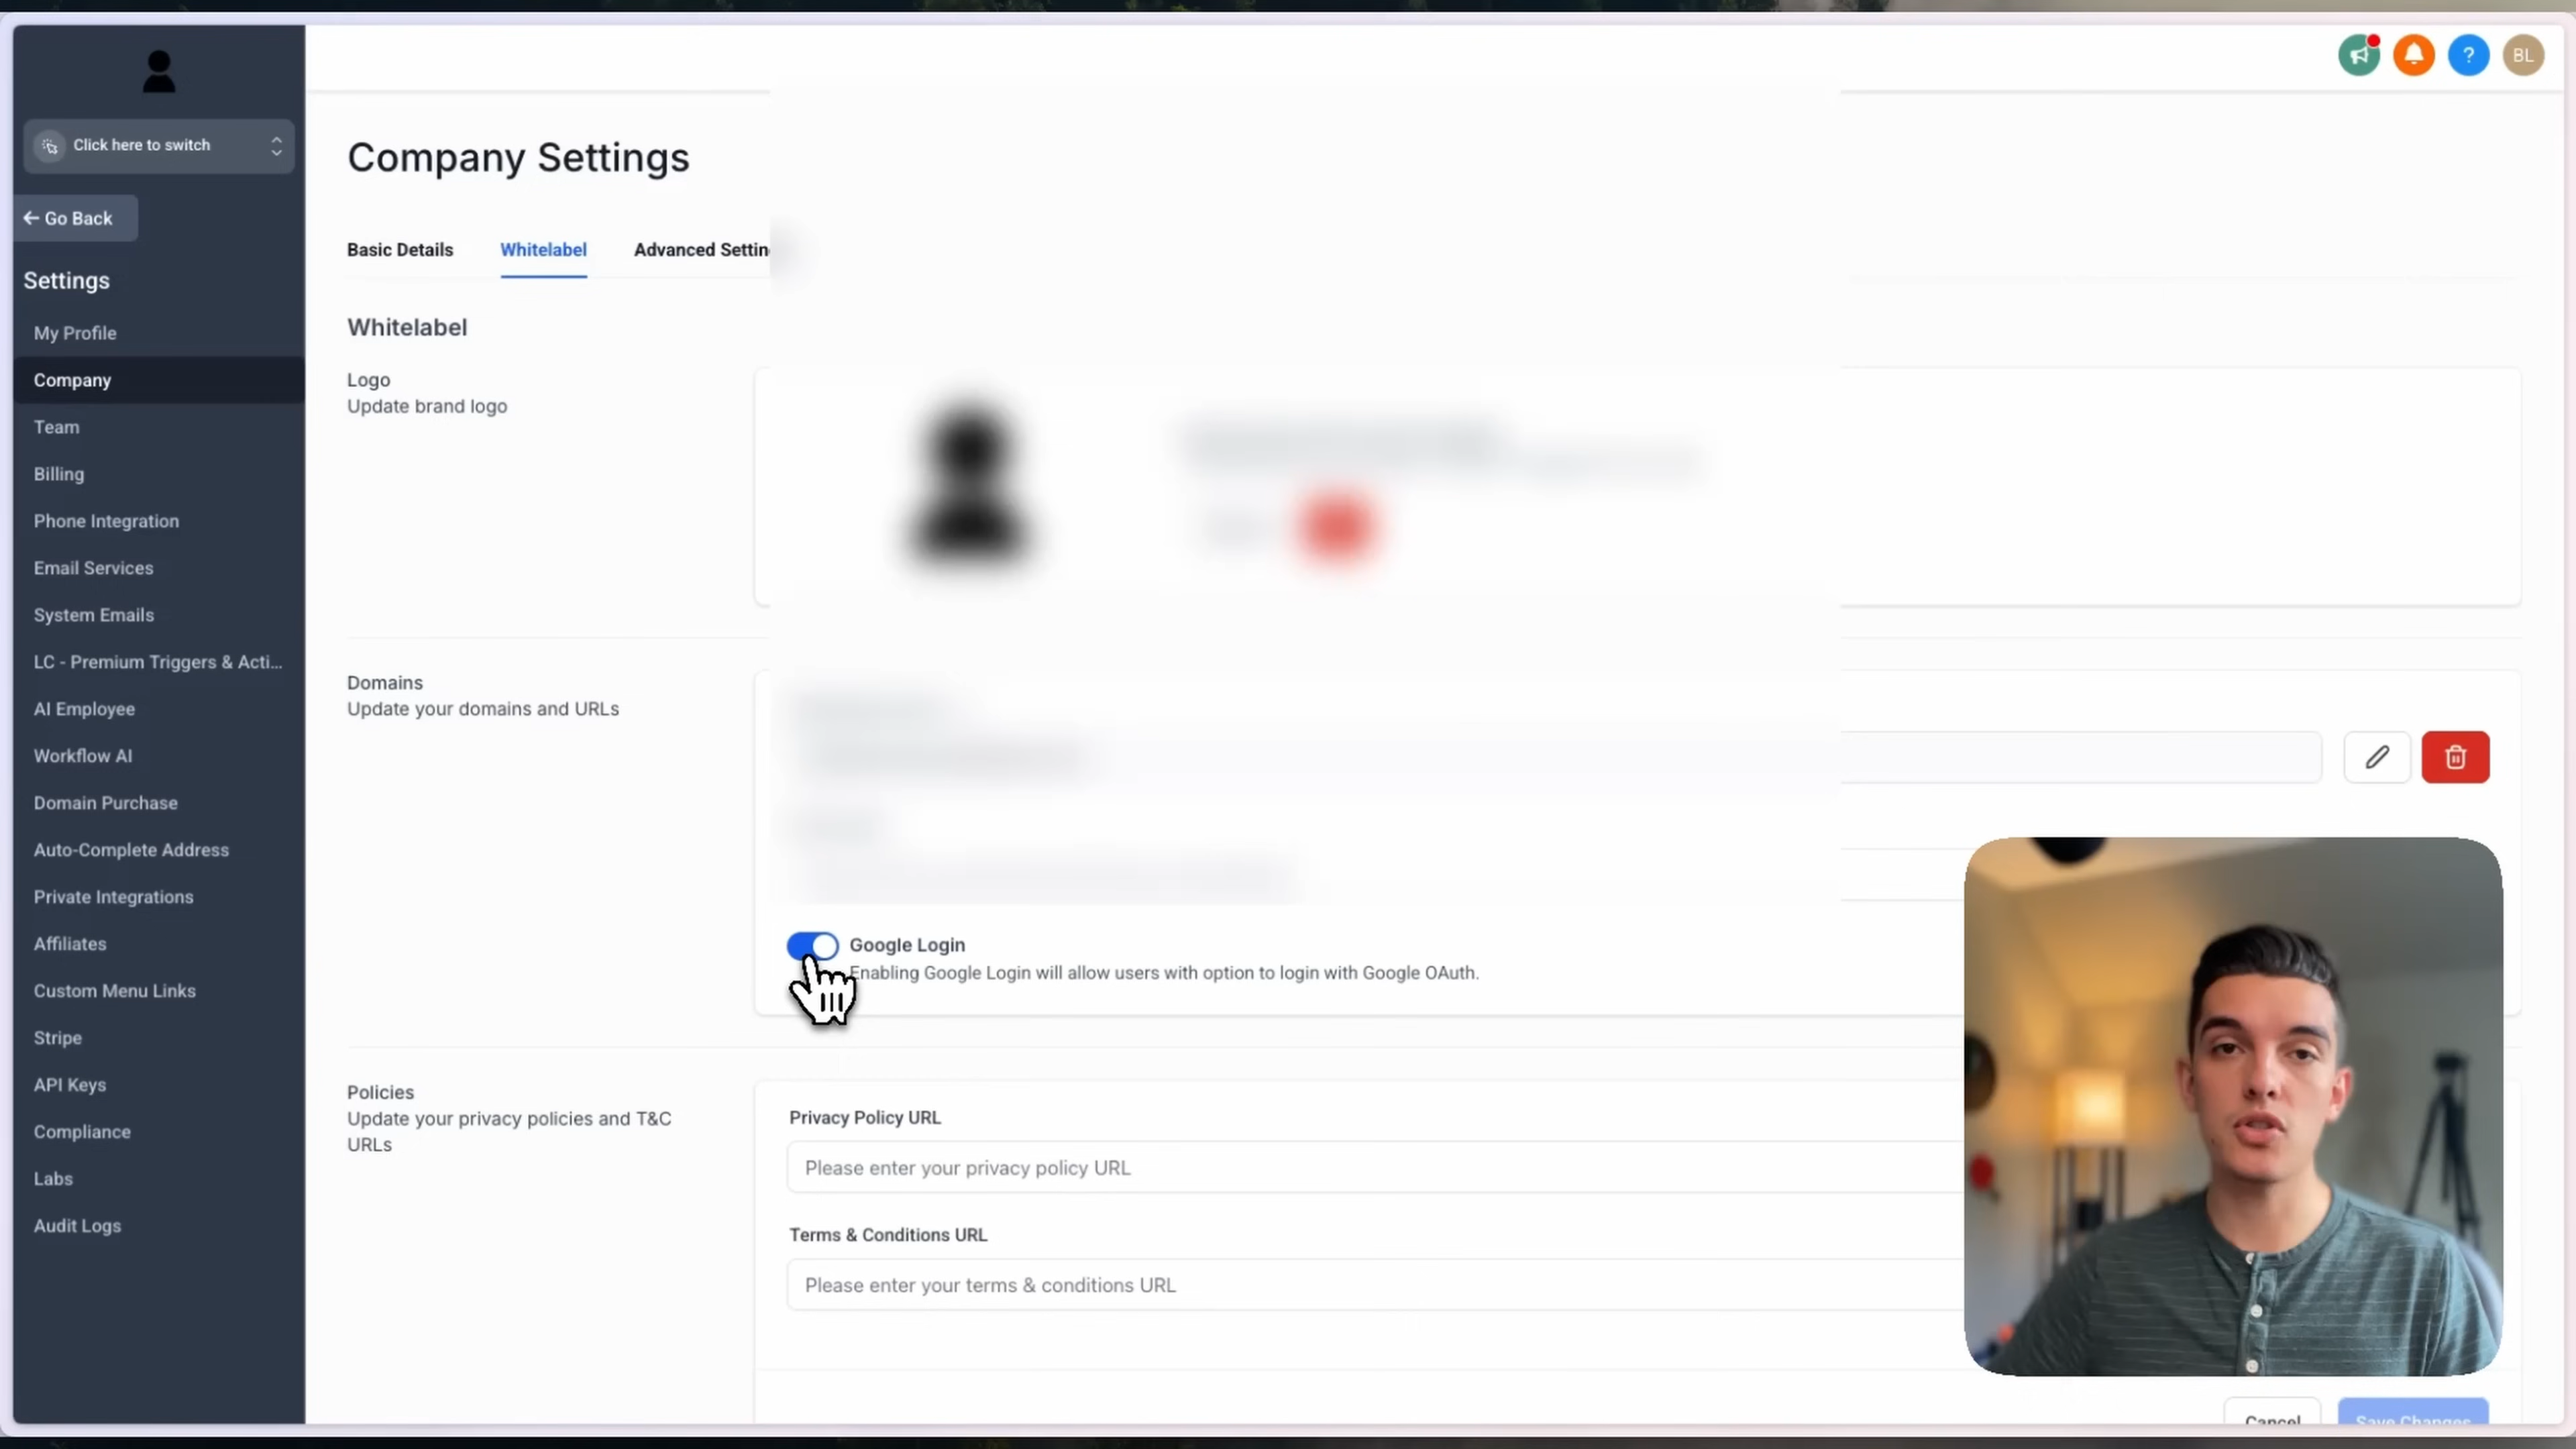 BL
Click here to switch
Go Back
Settings
My Profile
Company
Team
Billing
Phone Integration
Email Services
System Emails
LC - Premium Triggers & Acti...
AI Employee
Workflow AI
Domain Purchase
Auto-Complete Address
Private Integrations
Affiliates
Custom Menu Links
Stripe
API Keys
Compliance
Labs
Audit Logs
Company Settings
Basic Details Whitelabel Advanced Settin
Whitelabel
Logo
Update brand logo
Domains
Update your domains and URLs
Google Login
Enabling Google Login will allow users with option to login with Google OAuth.
Policies
Update your privacy policies and T&C
URLs
Privacy Policy URL
Please enter your privacy policy URL
Terms & Conditions URL
Please enter your terms & conditions URL
Cancel Save Changes